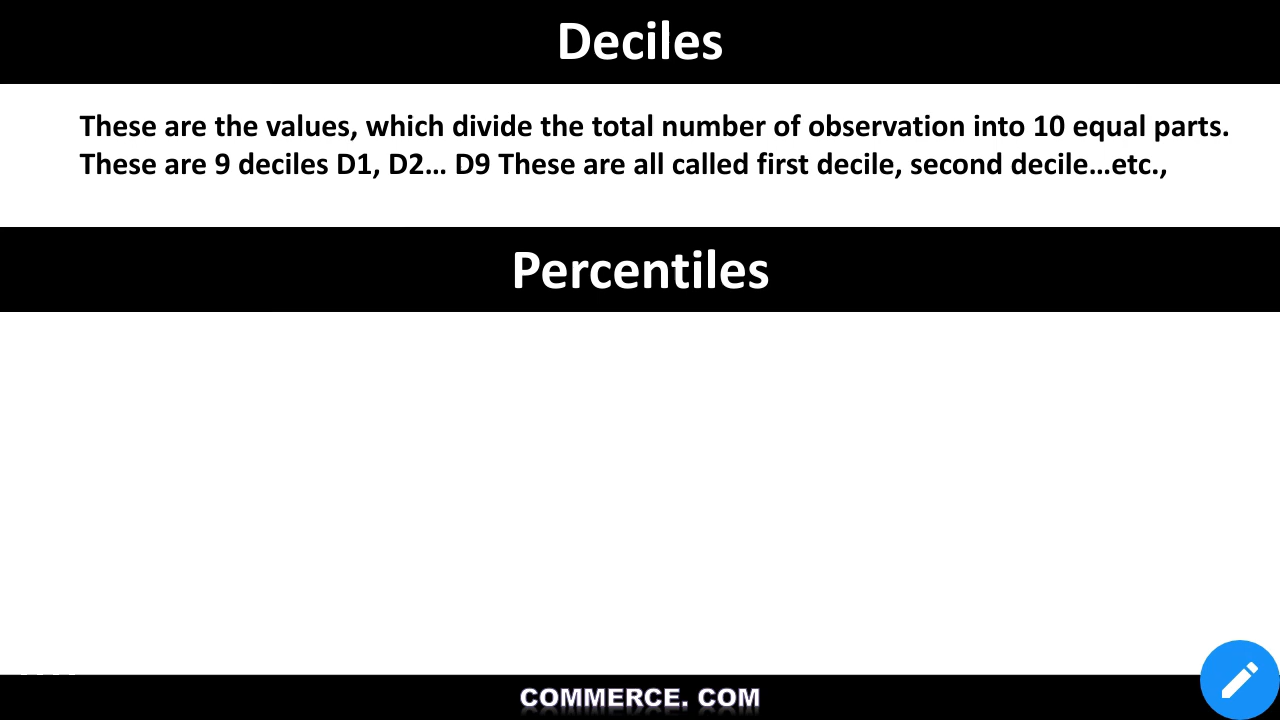 Deciles
These are the values, which divide the total number of observation into 10 equal parts.
These are 9 deciles D1, D2... D9 These are all called first decile, second decile...etc.,
Percentiles
COMMERCE. COM